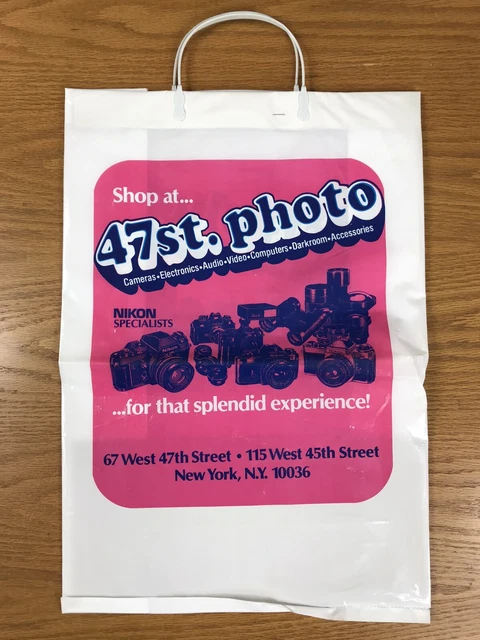 Shop at...
47st. photo
Cameras•Electronics•Audio•Video•Computers•Darkroom•Accessories
NIKON
SPECIALISTS
...for that splendid experience!
67 West 47th Street • 115 West 45th Street
New York, N.Y. 10036